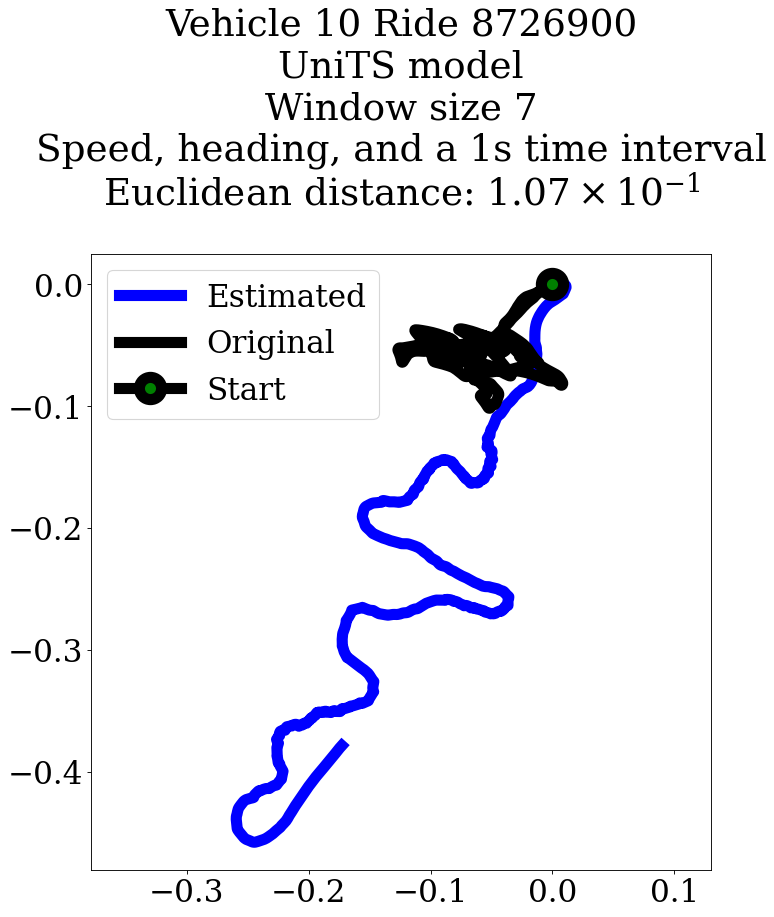 Vehicle 10 Ride 8726900
UniTS model
Window size 7
Speed, heading, and a 1s time interval
Euclidean distance: 1.07 × 10⁻¹
Estimated
Original
Start
0.0
−0.1
−0.2
−0.3
−0.4
−0.3 −0.2 −0.1 0.0 0.1